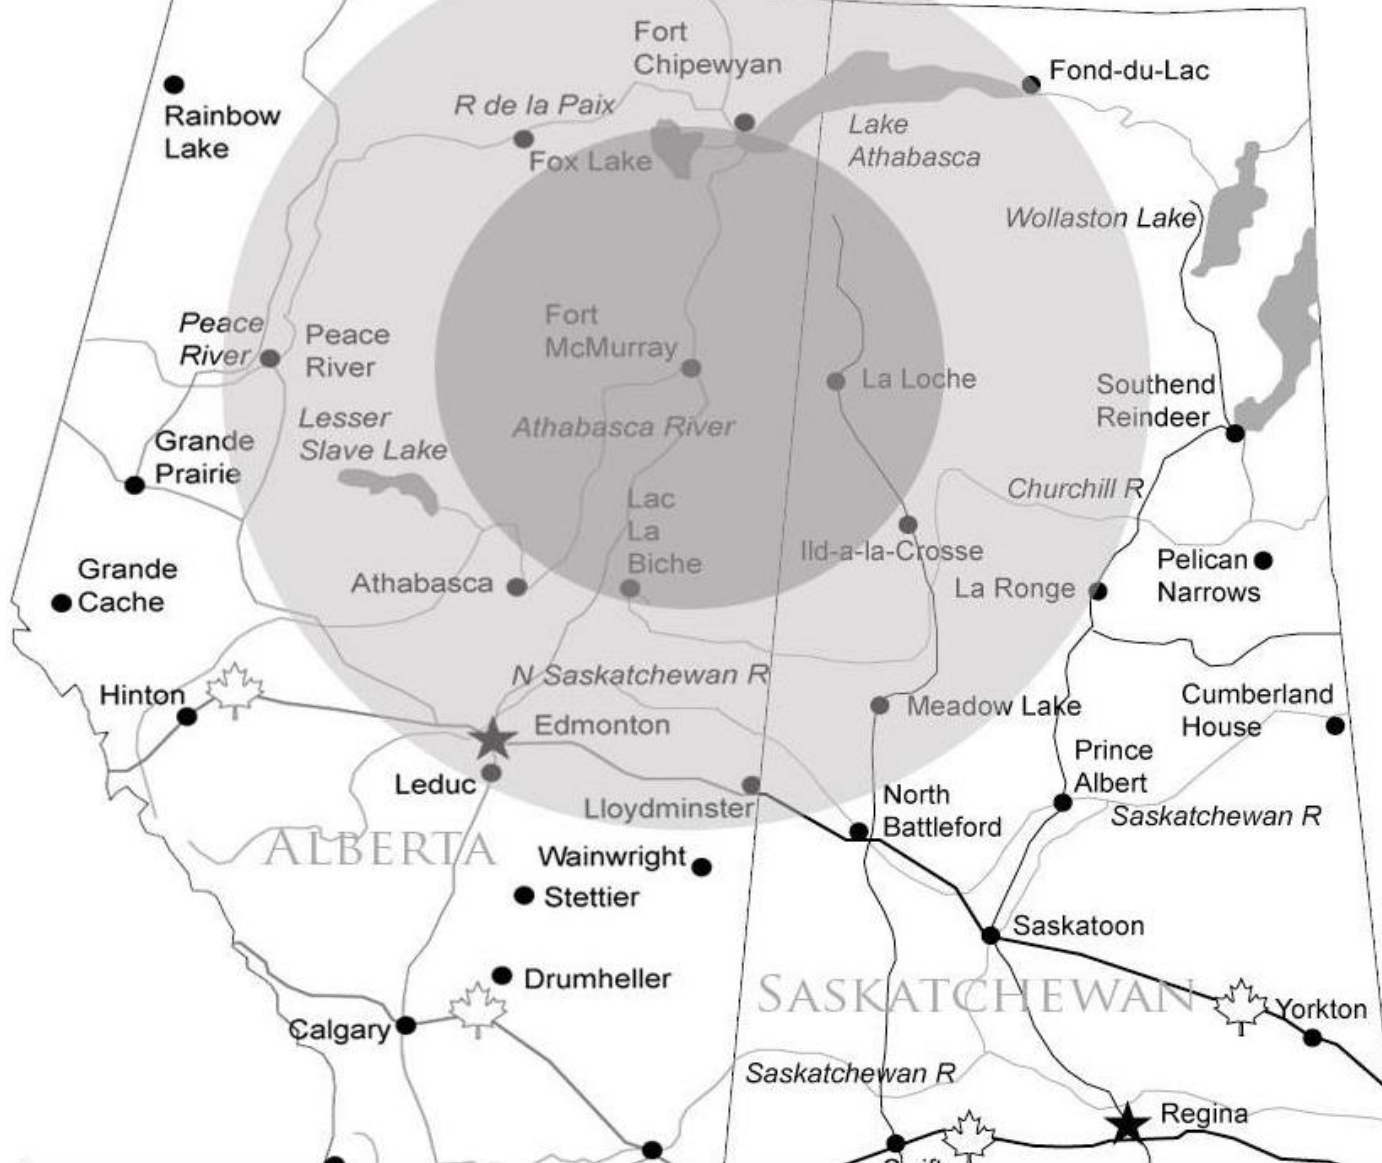 Fort
Chipewyan
Fond-du-Lac
Rainbow
Lake
R de la Paix
Fox Lake
Lake
Athabasca
Wollaston Lake
Peace
River
Peace
River
Fort
McMurray
La Loche
Southend
Reindeer
Lesser
Slave Lake
Athabasca River
Grande
Prairie
Churchill R
Lac
La
Biche
Ild-a-la-Crosse
Pelican
Narrows
Grande
Cache
Athabasca
La Ronge
N Saskatchewan R
Hinton
Meadow Lake
Cumberland
House
Edmonton
Prince
Albert
Leduc
Lloydminster
North
Battleford
Saskatchewan R
ALBERTA
Wainwright
Stettier
Saskatoon
Drumheller
SASKATCHEWAN
Yorkton
Calgary
Saskatchewan R
Regina